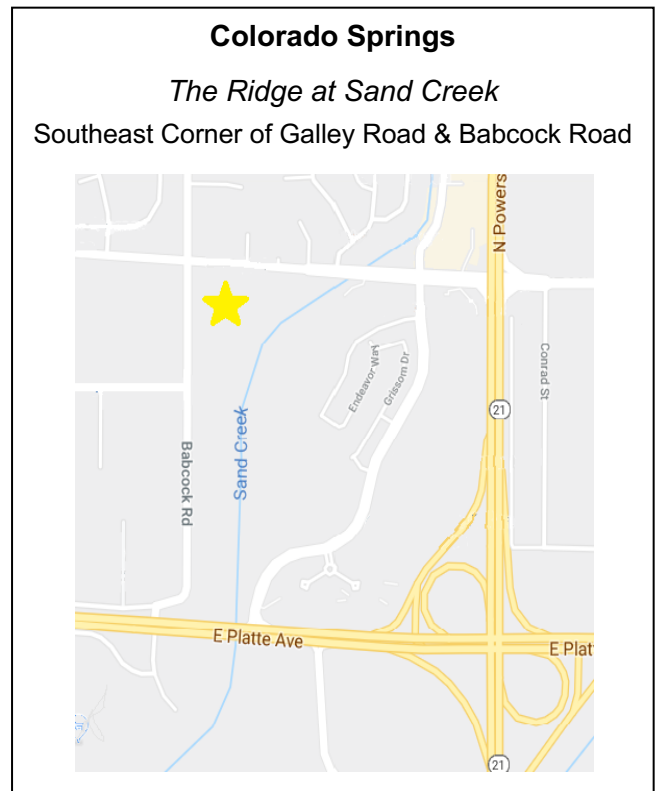 Colorado Springs
The Ridge at Sand Creek
Southeast Corner of Galley Road & Babcock Road
N Powers
Endeavor Way
Grissom Dr
Conrad St
21
Sand Creek
Babcock Rd
E Platte Ave
E Plat
21